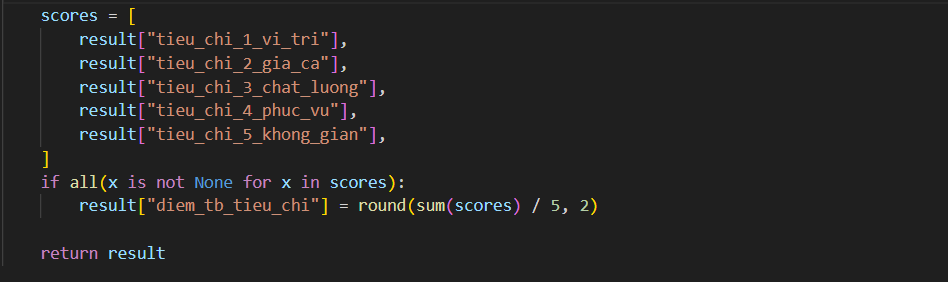 scores = [
    result["tieu_chi_1_vi_tri"],
    result["tieu_chi_2_gia_ca"],
    result["tieu_chi_3_chat_luong"],
    result["tieu_chi_4_phuc_vu"],
    result["tieu_chi_5_khong_gian"],
]
if all(x is not None for x in scores):
    result["diem_tb_tieu_chi"] = round(sum(scores) / 5, 2)
return result